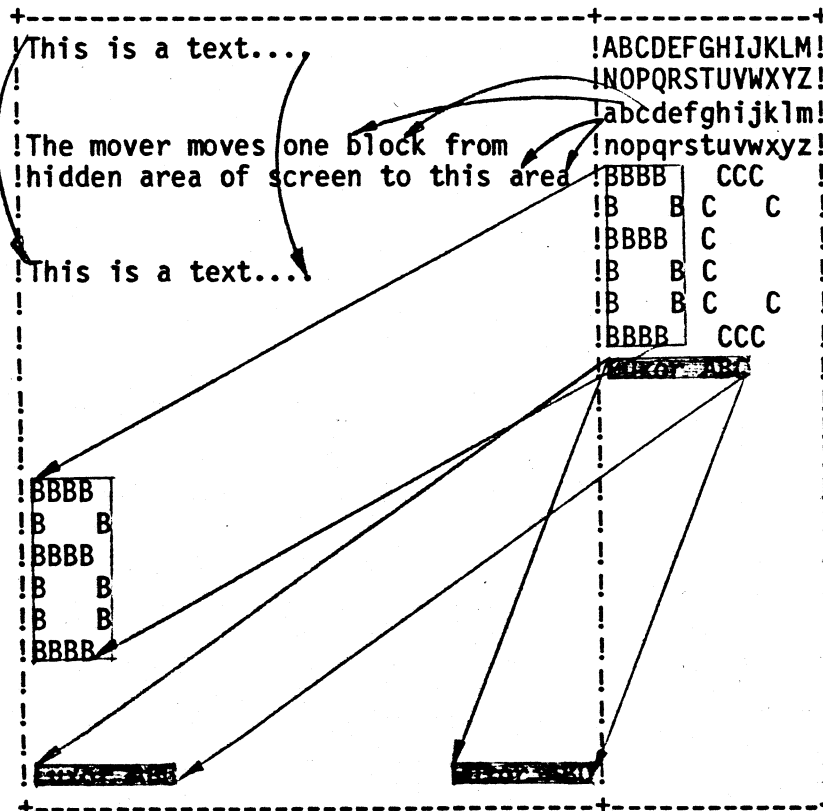 +-------------------------------------+--------------+
!This is a text.... !ABCDEFGHIJKLM!
! !NOPQRSTUVWXYZ!
! !abcdefghijklm!
!The mover moves one block from !nopqrstuvwxyz!
!hidden area of screen to this area !BBBB CCC !
! !B B C C !
! !BBBB C !
!This is a text.... !B B C !
! !B B C C !
! !BBBB CCC !
! ! ABC
!BBBB !
!B B !
!BBBB !
!B B !
!B B !
!BBBB !
+-------------------------------------+--------------+